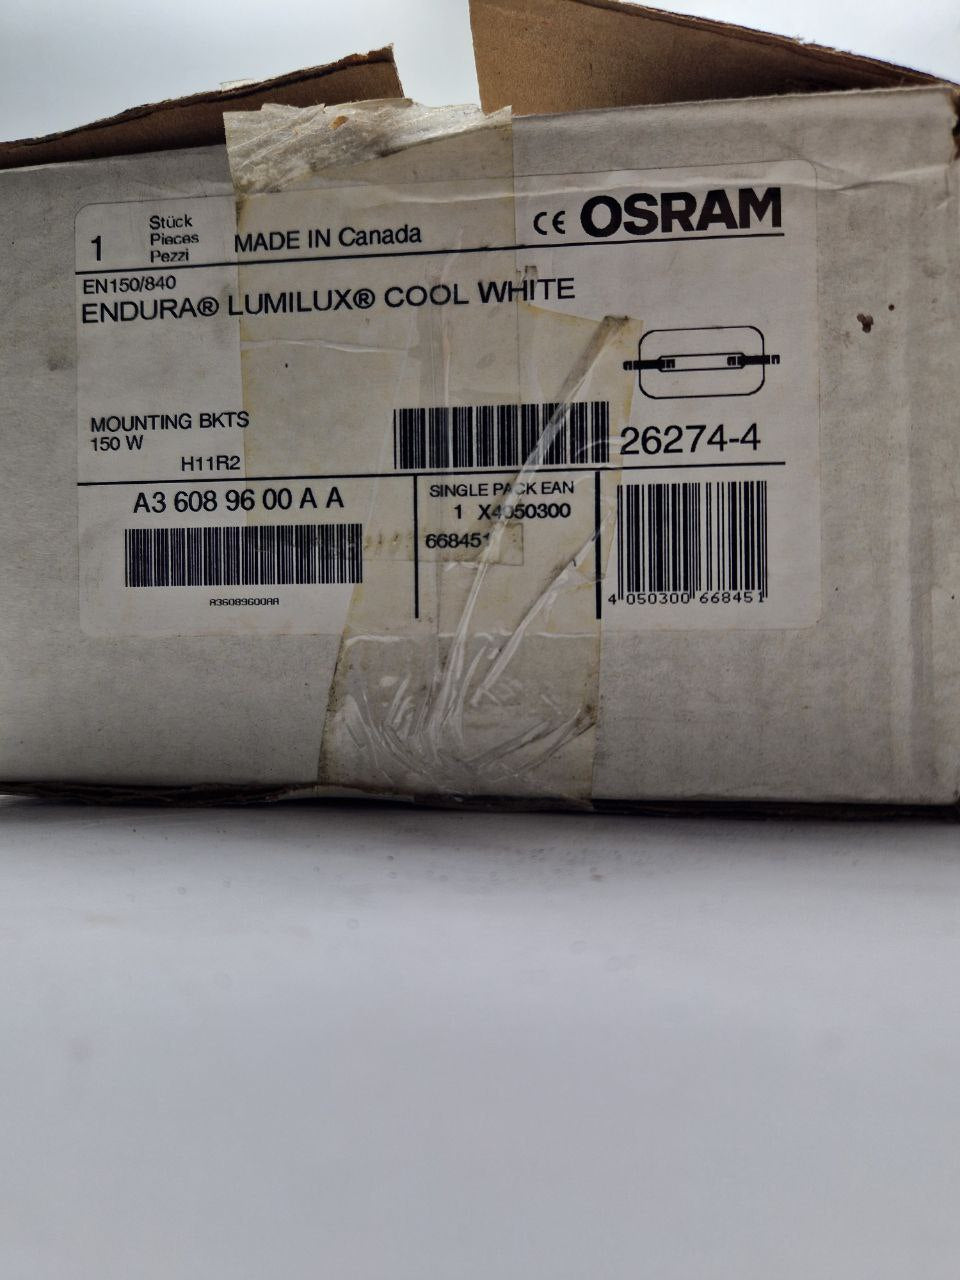 1
Stück
Pieces
Pezzi
MADE IN Canada
CE OSRAM
EN150/840
ENDURA® LUMILUX® COOL WHITE
MOUNTING BKTS
150 W
H11R2
26274-4
A3 608 96 00 A A
A36089600AA
SINGLE PACK EAN
1 X4050300
668451
4 050300 668451